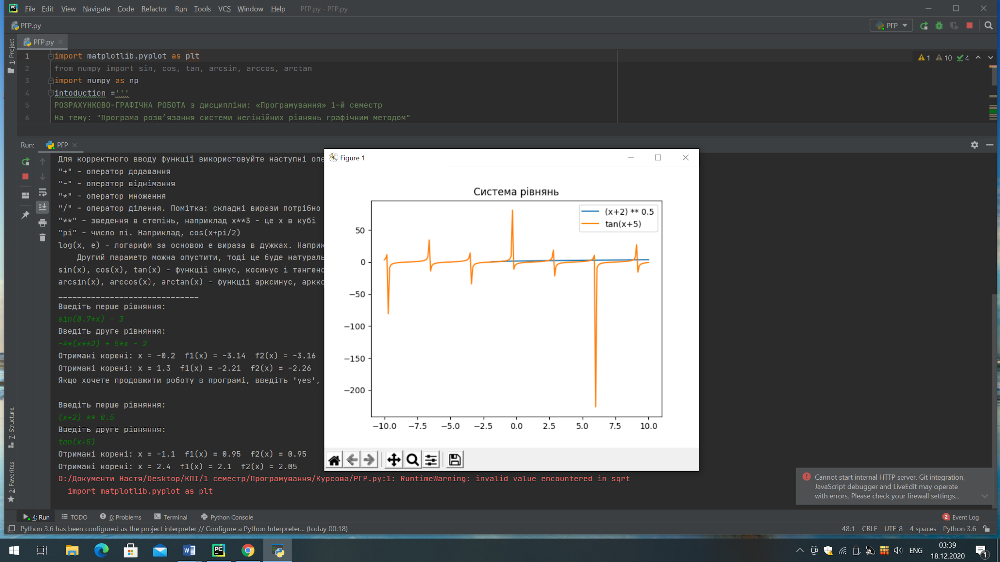 File Edit View Navigate Code Refactor Run Tools VCS Window Help РГР.py - РГР.py
РГР.py
РГР
1: Project
РГР.py
1 import matplotlib.pyplot as plt
1 10 4
2 from numpy import sin, cos, tan, arcsin, arccos, arctan
3 import numpy as np
4 intoduction ='''
5 РОЗРАХУНКОВО-ГРАФІЧНА РОБОТА з дисципліни: «Програмування» 1-й семестр
6 На тему: "Програма розв’язання системи нелінійних рівнянь графічним методом"
Run: РГР
Для корректного вводу функції використовуйте наступні опе
"+" - оператор додавання
"-" - оператор віднімання
"*" - оператор множення
"/" - оператор ділення. Помітка: складні вирази потрібно
"**" - зведення в степінь, наприклад x**3 - це x в кубі
"pi" - число пі. Наприклад, cos(x+pi/2)
log(x, e) - логарифм за основою e вираза в дужках. Наприк
Другий параметр можна опустити, тоді це буде натураль
sin(x), cos(x), tan(x) - функції синус, косинус і тангенс
arcsin(x), arccos(x), arctan(x) - функції арксинус, аркко
______________________________
Введіть перше рівняння:
sin(0.7*x) - 3
Введіть друге рівняння:
-4*(x**2) + 5*x - 2
Отримані корені: x = -0.2 f1(x) = -3.14 f2(x) = -3.16
Отримані корені: x = 1.3 f1(x) = -2.21 f2(x) = -2.26
Якщо хочете продовжити роботу в програмі, введіть 'yes',
Введіть перше рівняння:
(x+2) ** 0.5
Введіть друге рівняння:
tan(x+5)
Отримані корені: x = -1.1 f1(x) = 0.95 f2(x) = 0.95
Отримані корені: x = 2.4 f1(x) = 2.1 f2(x) = 2.05
D:/Документи Настя/Desktop/КПІ/1 семестр/Програмування/Курсова/РГР.py:1: RuntimeWarning: invalid value encountered in sqrt
import matplotlib.pyplot as plt
Figure 1
Система рівнянь
(x+2) ** 0.5
tan(x+5)
50
0
−50
−100
−150
−200
−10.0 −7.5 −5.0 −2.5 0.0 2.5 5.0 7.5 10.0
7: Structure
2: Favorites
Cannot start internal HTTP server. Git integration,
JavaScript debugger and LiveEdit may operate
with errors. Please check your firewall settings...
4: Run TODO 6: Problems Terminal Python Console 2 Event Log
Python 3.6 has been configured as the project interpreter // Configure a Python Interpreter... (today 00:18) 48:1 CRLF UTF-8 4 spaces Python 3.6
ENG
03:39
18.12.2020
1